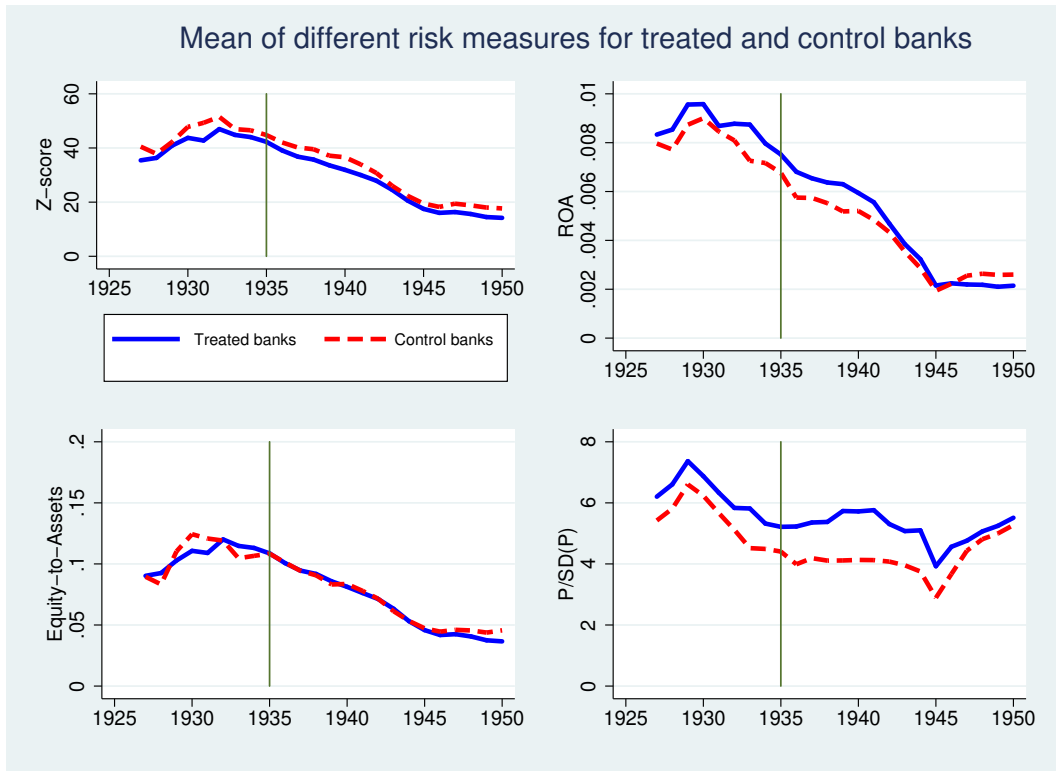 Mean of different risk measures for treated and control banks
Z−score
60
40
20
0
1925 1930 1935 1940 1945 1950
ROA
.01
.008
.006
.004
.002
0
1925 1930 1935 1940 1945 1950
Treated banks Control banks
Equity−to−Assets
.2
.15
.1
.05
0
1925 1930 1935 1940 1945 1950
P/SD(P)
8
6
4
2
0
1925 1930 1935 1940 1945 1950